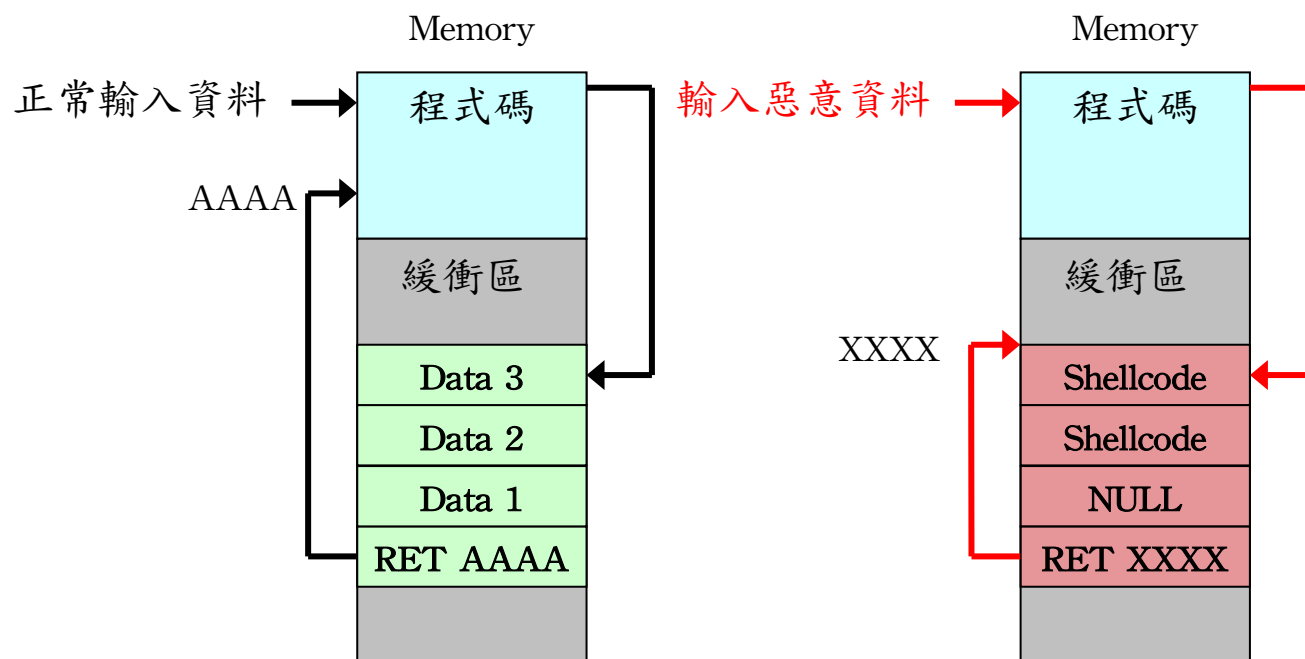 Memory
正常輸入資料
程式碼
AAAA
緩衝區
Data 3
Data 2
Data 1
RET AAAA
Memory
輸入惡意資料
程式碼
緩衝區
XXXX
Shellcode
Shellcode
NULL
RET XXXX